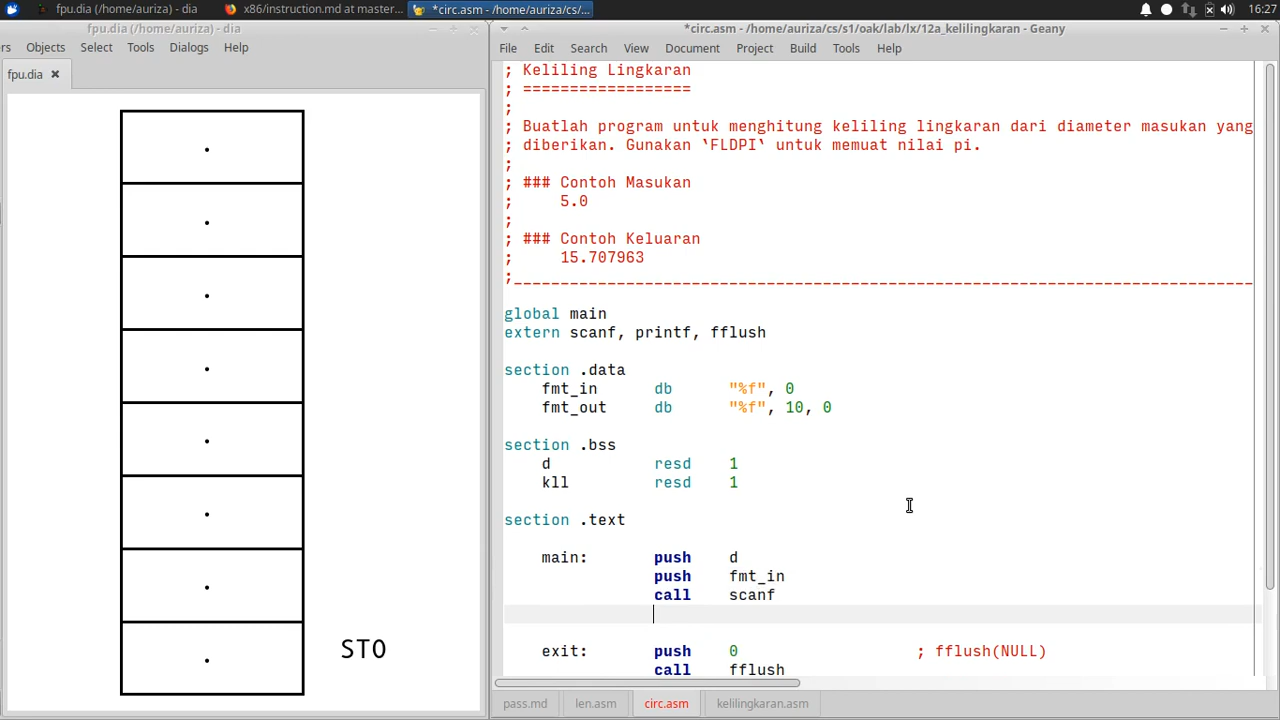 fpu.dia (/home/auriza) - dia
x86/instruction.md at master...
*circ.asm - /home/auriza/cs/...
16:27
fpu.dia (/home/auriza) - dia
ers Objects Select Tools Dialogs Help
fpu.dia
ST0
*circ.asm - /home/auriza/cs/s1/oak/lab/lx/12a_kelilingkaran - Geany
File Edit Search View Document Project Build Tools Help
; Keliling Lingkaran
; ==================
;
; Buatlah program untuk menghitung keliling lingkaran dari diameter masukan yang
; diberikan. Gunakan `FLDPI` untuk memuat nilai pi.
;
; ### Contoh Masukan
;     5.0
;
; ### Contoh Keluaran
;     15.707963
;_______________________________________________________________________________
global main
extern scanf, printf, fflush
section .data
fmt_in db "%f", 0
fmt_out db "%f", 10, 0
section .bss
d resd 1
kll resd 1
section .text
main: push d
push fmt_in
call scanf
exit: push 0 ; fflush(NULL)
call fflush
pass.md len.asm circ.asm kelilingkaran.asm